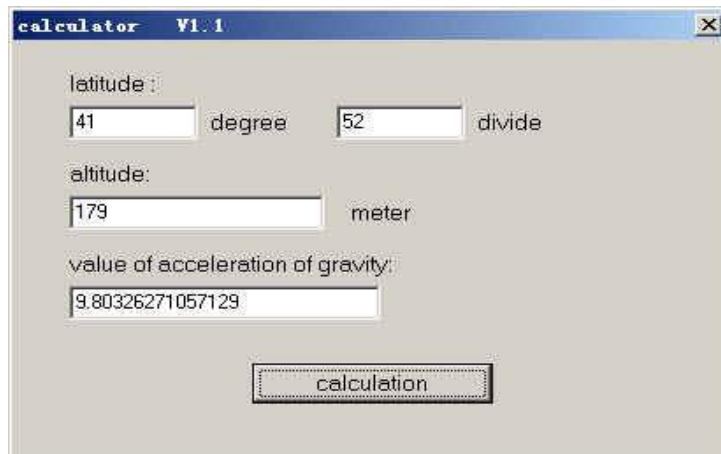 calculator V1.1
latitude :
41 degree 52 divide
altitude:
179 meter
value of acceleration of gravity:
9.80326271057129
calculation